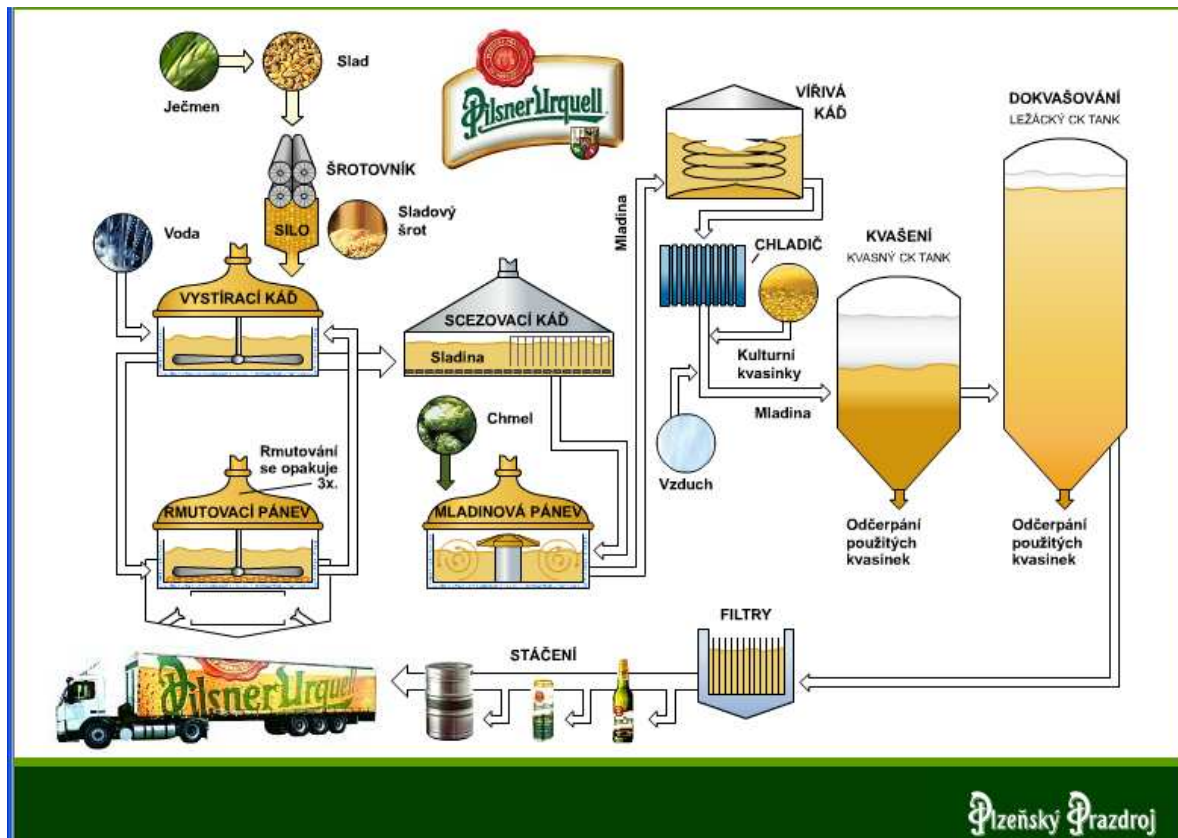 Ječmen
Slad
ŠROTOVNÍK
SILO
Sladový
šrot
Voda
VYSTÍRACÍ KÁĎ
Rmutování
se opakuje
3x.
RMUTOVACÍ PÁNEV
Pilsner Urquell
SCEZOVACÍ KÁĎ
Sladina
Chmel
MLADINOVÁ PÁNEV
Mladina
VÍŘIVÁ
KÁĎ
CHLADIČ
Kulturní
kvasinky
Vzduch
Mladina
KVAŠENÍ
KVASNÝ CK TANK
Odčerpání
použitých
kvasinek
DOKVAŠOVÁNÍ
LEŽÁCKÝ CK TANK
Odčerpání
použitých
kvasinek
FILTRY
STÁČENÍ
Pilsner Urquell
Plzeňský Prazdroj